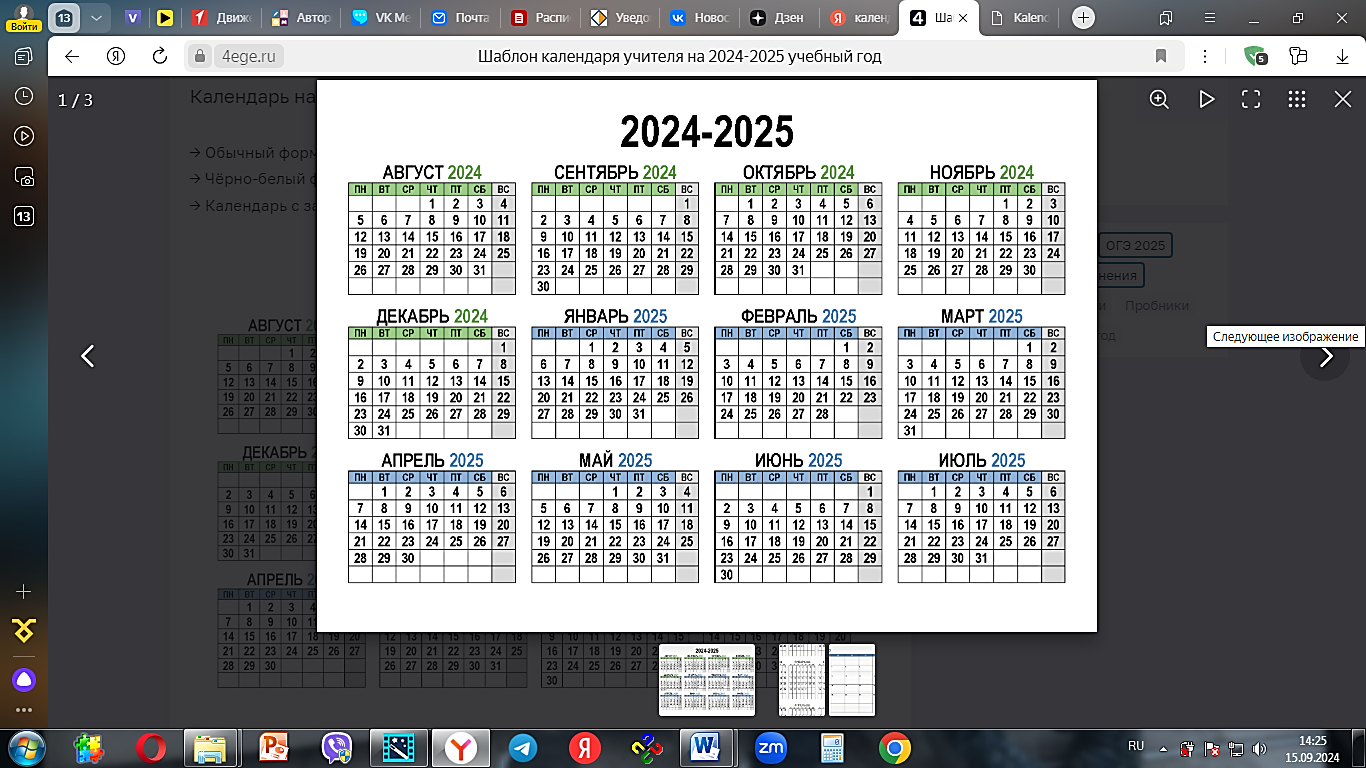 Войти
13
Движ
Автор
VK Ме
Почта
Распи
Уведо
Новос
Дзен
кален
Ша
Kalenc
4ege.ru
Шаблон календаря учителя на 2024-2025 учебный год
5
1 / 3
Календарь на
→ Обычный форм
→ Чёрно-белый ф
→ Календарь с за
13
ОГЭ 2025
нения
Пробники
Следующее изображение
2024-2025
АВГУСТ 2024 СЕНТЯБРЬ 2024 ОКТЯБРЬ 2024 НОЯБРЬ 2024
ПН ВТ СР ЧТ ПТ СБ ВС ПН ВТ СР ЧТ ПТ СБ ВС ПН ВТ СР ЧТ ПТ СБ ВС ПН ВТ СР ЧТ ПТ СБ ВС
1 2 3 4 1 1 2 3 4 5 6 1 2 3
5 6 7 8 9 10 11 2 3 4 5 6 7 8 7 8 9 10 11 12 13 4 5 6 7 8 9 10
12 13 14 15 16 17 18 9 10 11 12 13 14 15 14 15 16 17 18 19 20 11 12 13 14 15 16 17
19 20 21 22 23 24 25 16 17 18 19 20 21 22 21 22 23 24 25 26 27 18 19 20 21 22 23 24
26 27 28 29 30 31 23 24 25 26 27 28 29 28 29 30 31 25 26 27 28 29 30
30
ДЕКАБРЬ 2024 ЯНВАРЬ 2025 ФЕВРАЛЬ 2025 МАРТ 2025
ПН ВТ СР ЧТ ПТ СБ ВС ПН ВТ СР ЧТ ПТ СБ ВС ПН ВТ СР ЧТ ПТ СБ ВС ПН ВТ СР ЧТ ПТ СБ ВС
1 1 2 3 4 5 1 2 1 2
2 3 4 5 6 7 8 6 7 8 9 10 11 12 3 4 5 6 7 8 9 3 4 5 6 7 8 9
9 10 11 12 13 14 15 13 14 15 16 17 18 19 10 11 12 13 14 15 16 10 11 12 13 14 15 16
16 17 18 19 20 21 22 20 21 22 23 24 25 26 17 18 19 20 21 22 23 17 18 19 20 21 22 23
23 24 25 26 27 28 29 27 28 29 30 31 24 25 26 27 28 24 25 26 27 28 29 30
30 31 31
АПРЕЛЬ 2025 МАЙ 2025 ИЮНЬ 2025 ИЮЛЬ 2025
ПН ВТ СР ЧТ ПТ СБ ВС ПН ВТ СР ЧТ ПТ СБ ВС ПН ВТ СР ЧТ ПТ СБ ВС ПН ВТ СР ЧТ ПТ СБ ВС
1 2 3 4 5 6 1 2 3 4 1 1 2 3 4 5 6
7 8 9 10 11 12 13 5 6 7 8 9 10 11 2 3 4 5 6 7 8 7 8 9 10 11 12 13
14 15 16 17 18 19 20 12 13 14 15 16 17 18 9 10 11 12 13 14 15 14 15 16 17 18 19 20
21 22 23 24 25 26 27 19 20 21 22 23 24 25 16 17 18 19 20 21 22 21 22 23 24 25 26 27
28 29 30 26 27 28 29 30 31 23 24 25 26 27 28 29 28 29 30 31
30
RU
14:25
15.09.2024